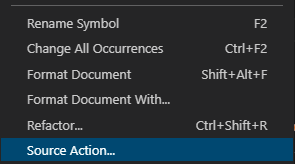 Rename Symbol F2
Change All Occurrences Ctrl+F2
Format Document Shift+Alt+F
Format Document With...
Refactor... Ctrl+Shift+R
Source Action...